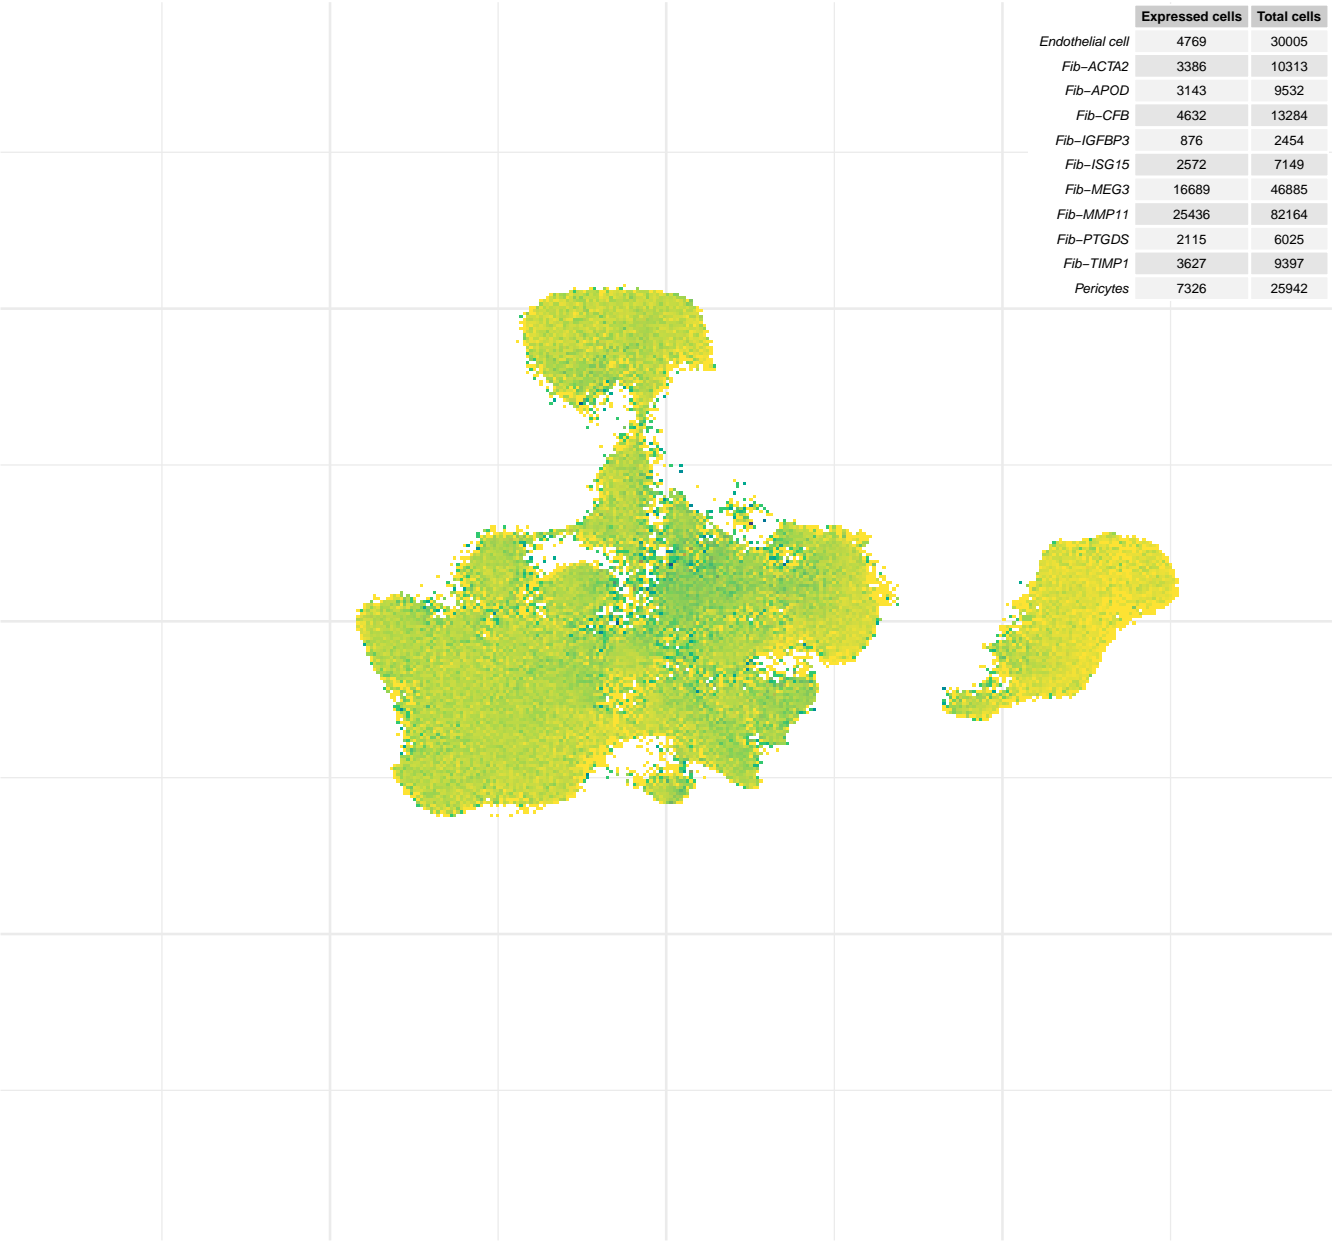 Expressed cells Total cells
Endothelial cell 4769 30005
Fib−ACTA2 3386 10313
Fib−APOD 3143 9532
Fib−CFB 4632 13284
Fib−IGFBP3 876 2454
Fib−ISG15 2572 7149
Fib−MEG3 16689 46885
Fib−MMP11 25436 82164
Fib−PTGDS 2115 6025
Fib−TIMP1 3627 9397
Pericytes 7326 25942